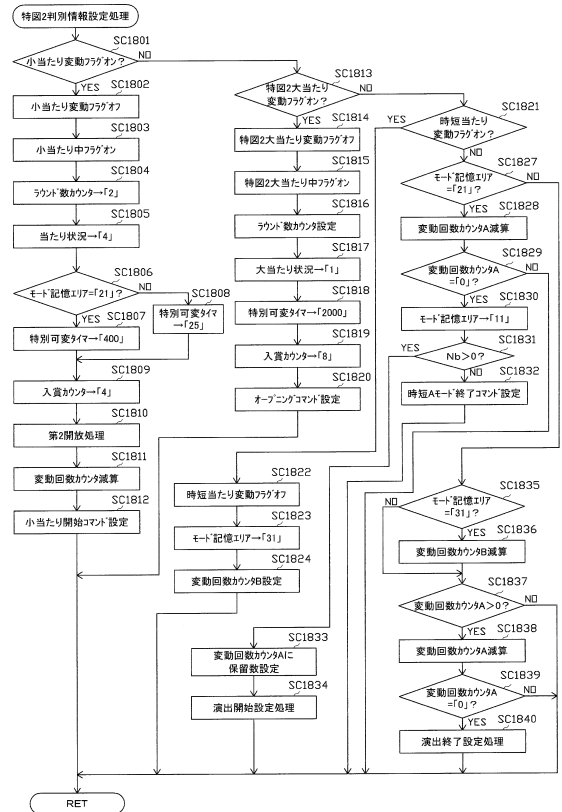 特図2判別情報設定処理
SC1801
小当たり変動フラグオン?
NO
YES
SC1802
小当たり変動フラグオフ
SC1803
小当たり中フラグオン
SC1804
ラウンド数カウンタ→「2」
SC1805
当たり状況→「4」
SC1806
モード記憶エリア=「21」?
NO
YES
SC1807
特別可変タイマ→「400」
SC1808
特別可変タイマ
→「25」
SC1809
入賞カウンタ→「4」
SC1810
第2開放処理
SC1811
変動回数カウンタ減算
SC1812
小当たり開始コマンド設定
SC1813
特図2大当たり
変動フラグオン?
NO
YES
SC1814
特図2大当たり変動フラグオフ
SC1815
特図2大当たり中フラグオン
SC1816
ラウンド数カウンタ設定
SC1817
大当たり状況→「1」
SC1818
特別可変タイマ→「2000」
SC1819
入賞カウンタ→「8」
SC1820
オープニングコマンド設定
SC1821
時短当たり
変動フラグオン?
YES
NO
SC1822
時短当たり変動フラグオフ
SC1823
モード記憶エリア→「31」
SC1824
変動回数カウンタB設定
SC1827
モード記憶エリア
=「21」?
NO
YES
SC1828
変動回数カウンタA減算
SC1829
変動回数カウンタA
=「0」?
NO
YES
SC1830
モード記憶エリア→「11」
SC1831
Nb>0?
YES
NO
SC1832
時短Aモード終了コマンド設定
SC1833
変動回数カウンタAに
保留数設定
SC1834
演出開始設定処理
SC1835
モード記憶エリア
=「31」?
NO
YES
SC1836
変動回数カウンタB減算
SC1837
変動回数カウンタA>0?
NO
YES
SC1838
変動回数カウンタA減算
SC1839
変動回数カウンタA
=「0」?
NO
YES
SC1840
演出終了設定処理
RET